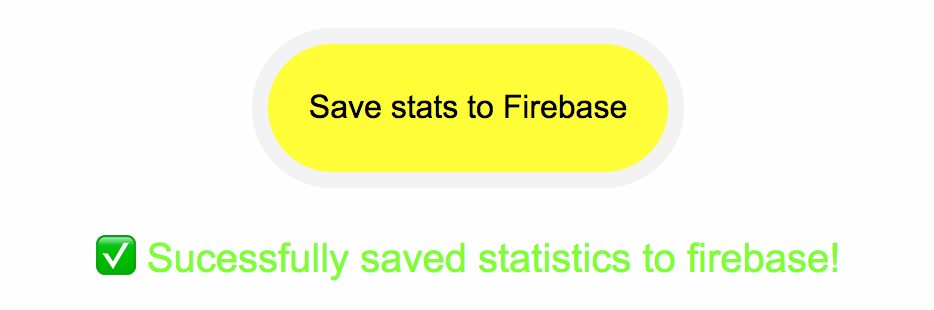 Save stats to Firebase
✅ Sucessfully saved statistics to firebase!